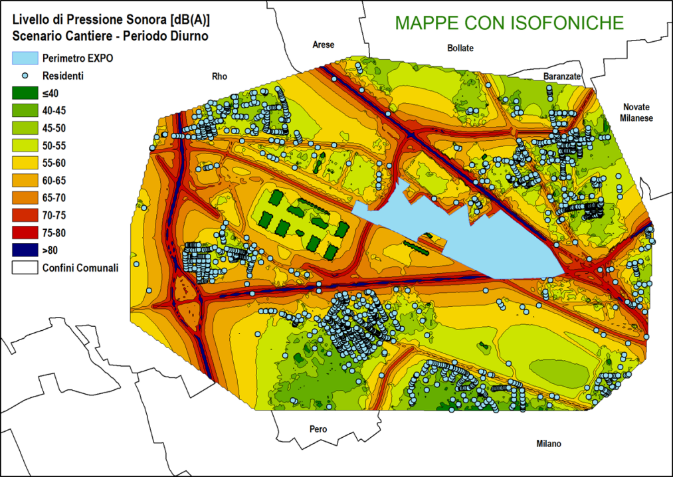 Livello di Pressione Sonora [dB(A)]
Scenario Cantiere - Periodo Diurno
MAPPE CON ISOFONICHE
Perimetro EXPO
Residenti
≤40
40-45
45-50
50-55
55-60
60-65
65-70
70-75
75-80
>80
Confini Comunali
Arese
Bollate
Rho
Baranzate
Novate
Milanese
Pero
Milano